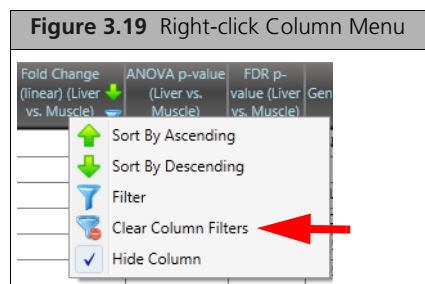 Figure 3.19 Right-click Column Menu
Fold Change ANOVA p-value FDR p-
(linear) (Liver (Liver vs. value (Liver Gen
vs. Muscle) Muscle) vs. Muscle)
Sort By Ascending
Sort By Descending
Filter
Clear Column Filters
Hide Column